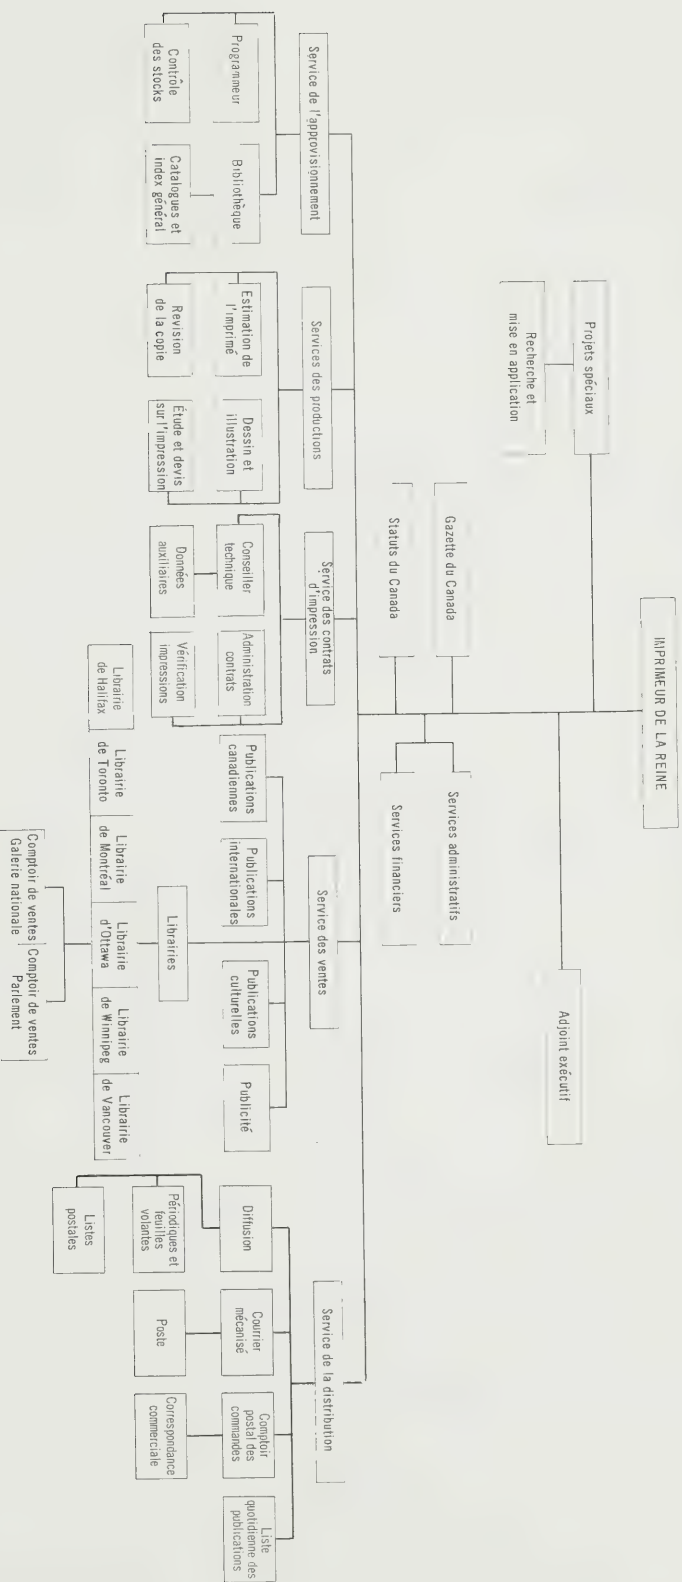 IMPRIMEUR DE LA REINE
Projets spéciaux
Recherche et
mise en application
Adjoint exécutif
Gazette du Canada
Statuts du Canada
Services administratifs
Services financiers
Service de l'approvisionnement
Programmeur
Contrôle
des stocks
Bibliothèque
Catalogues et
index général
Services des productions
Estimation de
l'imprimé
Revision
de la copie
Dessin et
illustration
Étude et devis
sur l'impression
Service des contrats
d'impression
Conseiller
technique
Données
auxiliaires
Administration
contrats
Vérification
impressions
Service des ventes
Publications
canadiennes
Publications
internationales
Publications
culturelles
Publicité
Librairies
Librairie
de Halifax
Librairie
de Toronto
Librairie
de Montréal
Librairie
d'Ottawa
Librairie
de Winnipeg
Librairie
de Vancouver
Comptoir de ventes
Galerie nationale
Comptoir de ventes
Parlement
Service de la distribution
Diffusion
Périodiques et
feuilles
volantes
Listes
postales
Courrier
mécanisé
Poste
Comptoir
postal des
commandes
Correspondance
commerciale
Liste
quotidienne des
publications